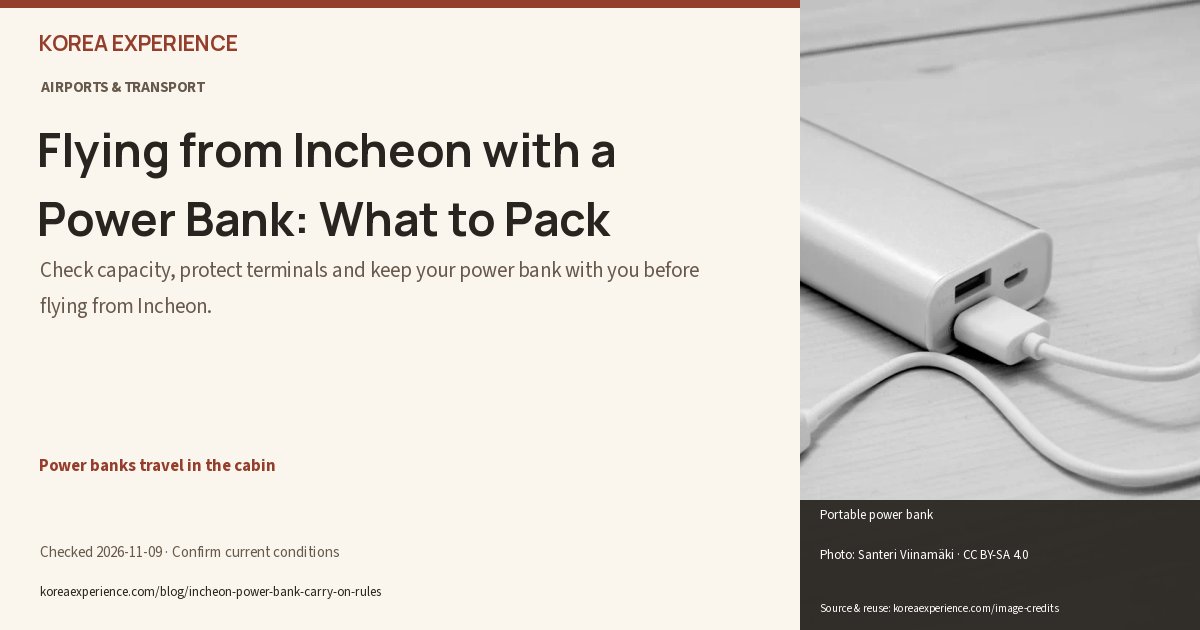 KOREA EXPERIENCE
AIRPORTS & TRANSPORT
Flying from Incheon with a
Power Bank: What to Pack
Check capacity, protect terminals and keep your power bank with you before
flying from Incheon.
Power banks travel in the cabin
Checked 2026-11-09 · Confirm current conditions
koreaexperience.com/blog/incheon-power-bank-carry-on-rules
Portable power bank
Photo: Santeri Viinamäki · CC BY-SA 4.0
Source & reuse: koreaexperience.com/image-credits